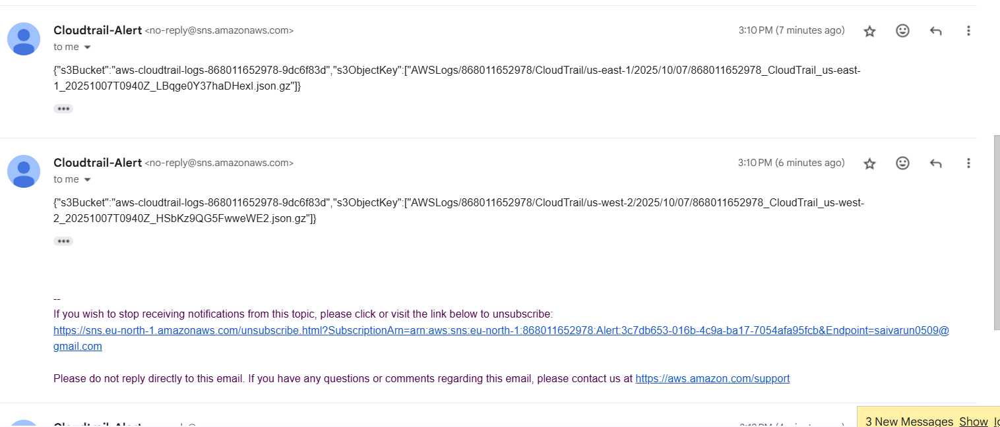 Cloudtrail-Alert <no-reply@sns.amazonaws.com> 3:10 PM (7 minutes ago)
to me
{"s3Bucket":"aws-cloudtrail-logs-868011652978-9dc6f83d","s3ObjectKey":["AWSLogs/868011652978/CloudTrail/us-east-1/2025/10/07/868011652978_CloudTrail_us-east-
1_20251007T0940Z_LBqge0Y37haDHexI.json.gz"]}
Cloudtrail-Alert <no-reply@sns.amazonaws.com> 3:10 PM (6 minutes ago)
to me
{"s3Bucket":"aws-cloudtrail-logs-868011652978-9dc6f83d","s3ObjectKey":["AWSLogs/868011652978/CloudTrail/us-west-2/2025/10/07/868011652978_CloudTrail_us-west-
2_20251007T0940Z_HSbKz9QG5FwweWE2.json.gz"]}
--
If you wish to stop receiving notifications from this topic, please click or visit the link below to unsubscribe:
https://sns.eu-north-1.amazonaws.com/unsubscribe.html?SubscriptionArn=arn:aws:sns:eu-north-1:868011652978:Alert:3c7db653-016b-4c9a-ba17-7054afa95fcb&Endpoint=saivarun0509@
gmail.com
Please do not reply directly to this email. If you have any questions or comments regarding this email, please contact us at https://aws.amazon.com/support
Cloudtrail-Alert
3 New Messages Show